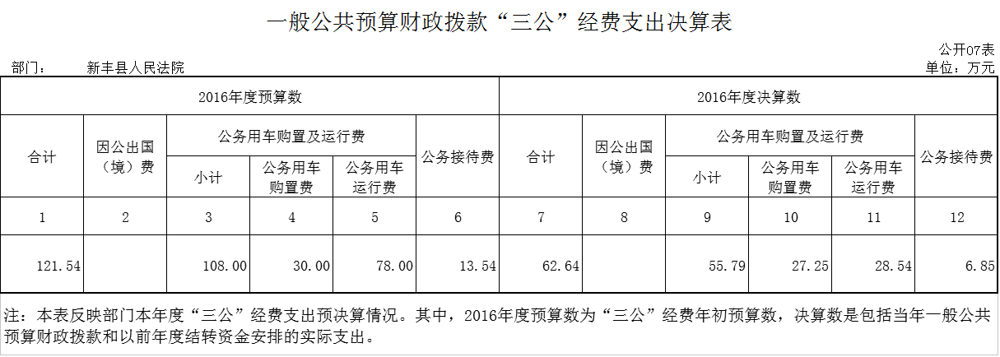 一般公共预算财政拨款“三公”经费支出决算表
公开07表
部门： 新丰县人民法院 单位：万元
2016年度预算数 2016年度决算数
合计 因公出国（境）费 公务用车购置及运行费 公务接待费 合计 因公出国（境）费 公务用车购置及运行费 公务接待费
小计 公务用车购置费 公务用车运行费 小计 公务用车购置费 公务用车运行费
1 2 3 4 5 6 7 8 9 10 11 12
121.54 108.00 30.00 78.00 13.54 62.64 55.79 27.25 28.54 6.85
注：本表反映部门本年度“三公”经费支出预决算情况。其中，2016年度预算数为“三公”经费年初预算数，决算数是包括当年一般公共
预算财政拨款和以前年度结转资金安排的实际支出。